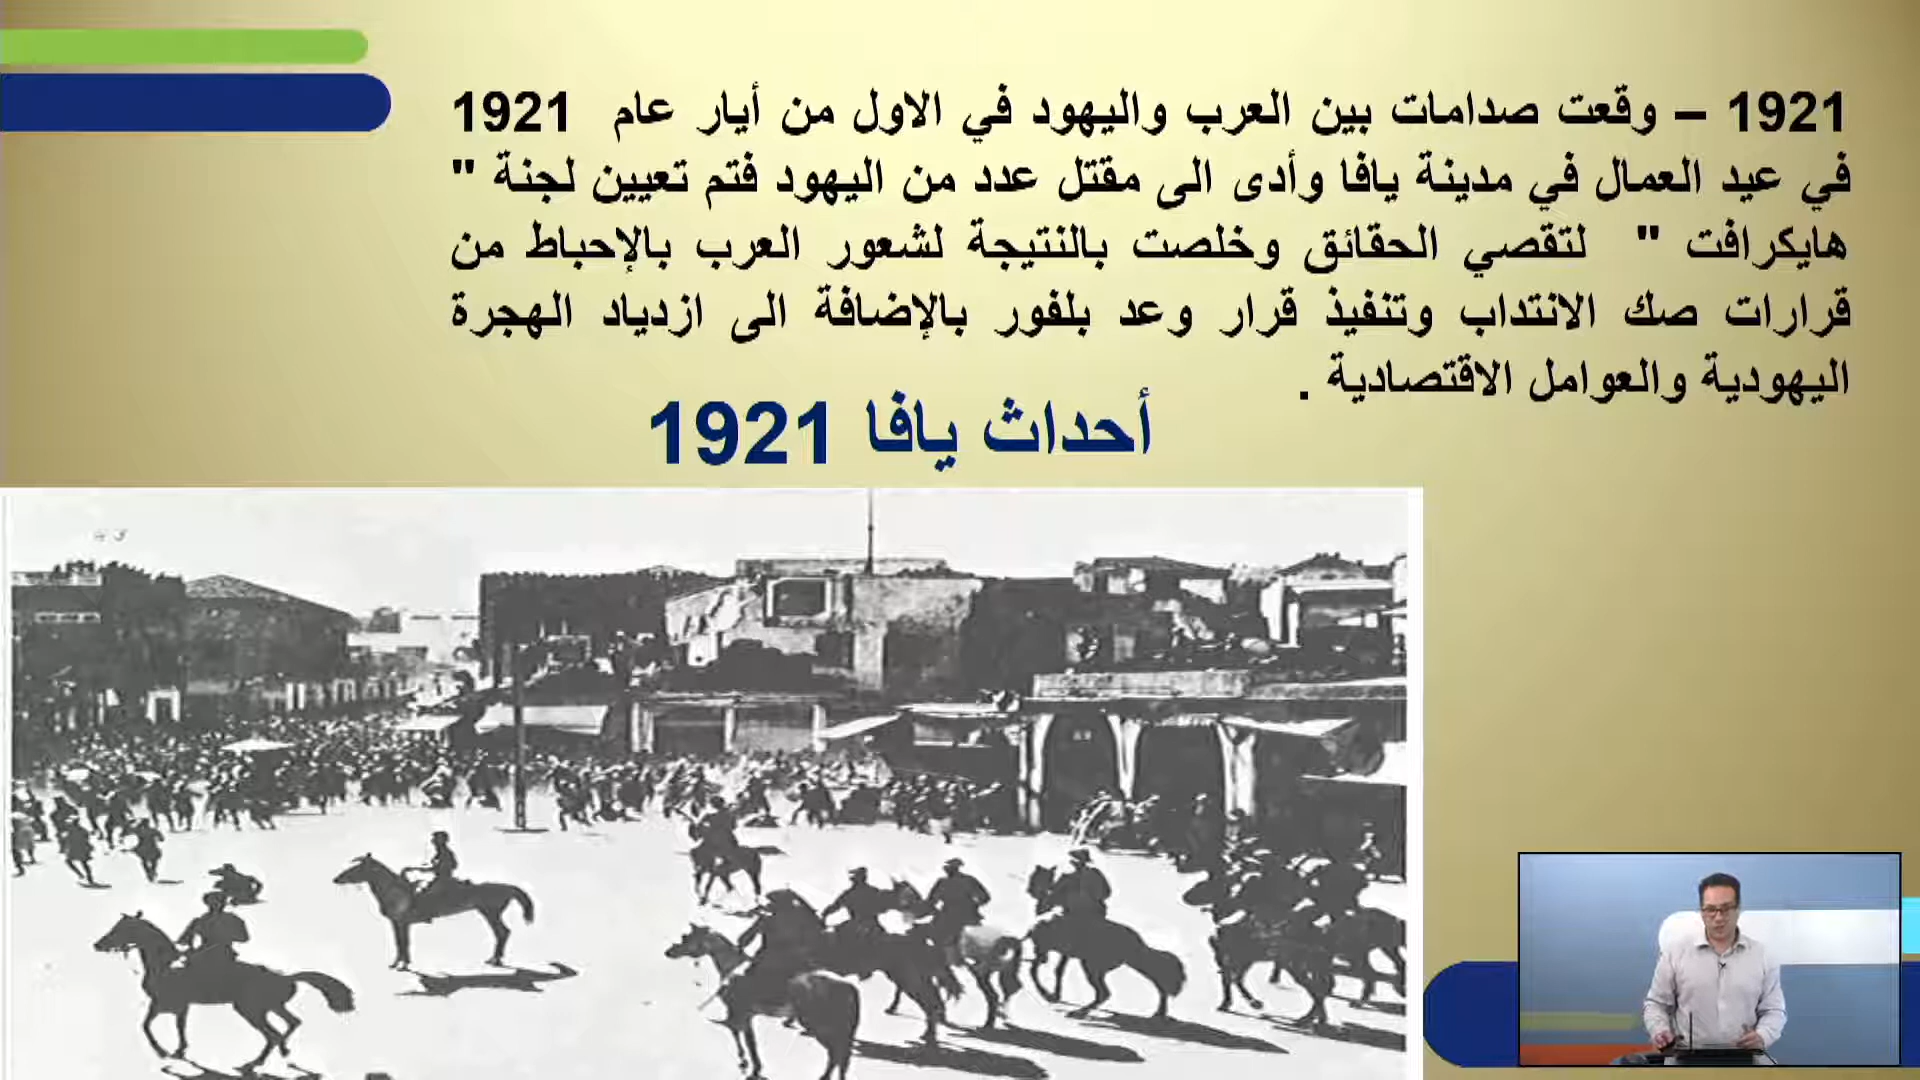 1921 – وقعت صدامات بين العرب واليهود في الاول من أيار عام 1921
في عيد العمال في مدينة يافا وأدى الى مقتل عدد من اليهود فتم تعيين لجنة "
هايكرافت " لتقصي الحقائق وخلصت بالنتيجة لشعور العرب بالإحباط من
قرارات صك الانتداب وتنفيذ قرار وعد بلفور بالإضافة الى ازدياد الهجرة
اليهودية والعوامل الاقتصادية .
أحداث يافا 1921